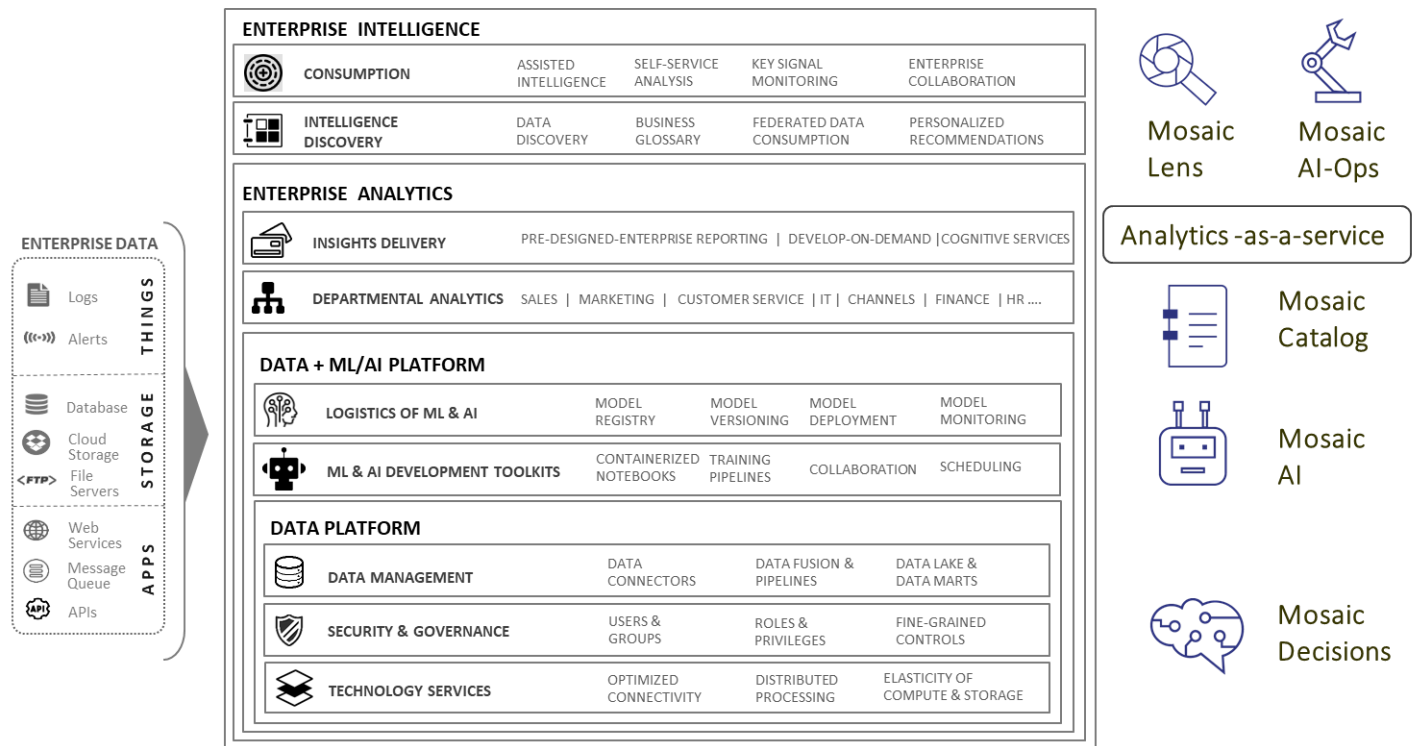 ENTERPRISE DATA
Logs
Alerts
THINGS
Database
Cloud
Storage
<FTP>
File
Servers
STORAGE
Web
Services
Message
Queue
API
APIs
APPS
ENTERPRISE INTELLIGENCE
CONSUMPTION
ASSISTED
INTELLIGENCE
SELF-SERVICE
ANALYSIS
KEY SIGNAL
MONITORING
ENTERPRISE
COLLABORATION
INTELLIGENCE
DISCOVERY
DATA
DISCOVERY
BUSINESS
GLOSSARY
FEDERATED DATA
CONSUMPTION
PERSONALIZED
RECOMMENDATIONS
ENTERPRISE ANALYTICS
INSIGHTS DELIVERY
PRE-DESIGNED-ENTERPRISE REPORTING | DEVELOP-ON-DEMAND |COGNITIVE SERVICES
DEPARTMENTAL ANALYTICS
SALES | MARKETING | CUSTOMER SERVICE | IT | CHANNELS | FINANCE | HR ....
DATA + ML/AI PLATFORM
LOGISTICS OF ML & AI
MODEL
REGISTRY
MODEL
VERSIONING
MODEL
DEPLOYMENT
MODEL
MONITORING
ML & AI DEVELOPMENT TOOLKITS
CONTAINERIZED
NOTEBOOKS
TRAINING
PIPELINES
COLLABORATION
SCHEDULING
DATA PLATFORM
DATA MANAGEMENT
DATA
CONNECTORS
DATA FUSION &
PIPELINES
DATA LAKE &
DATA MARTS
SECURITY & GOVERNANCE
USERS &
GROUPS
ROLES &
PRIVILEGES
FINE-GRAINED
CONTROLS
TECHNOLOGY SERVICES
OPTIMIZED
CONNECTIVITY
DISTRIBUTED
PROCESSING
ELASTICITY OF
COMPUTE & STORAGE
Mosaic
Lens
Mosaic
AI-Ops
Analytics -as-a-service
Mosaic
Catalog
Mosaic
AI
Mosaic
Decisions